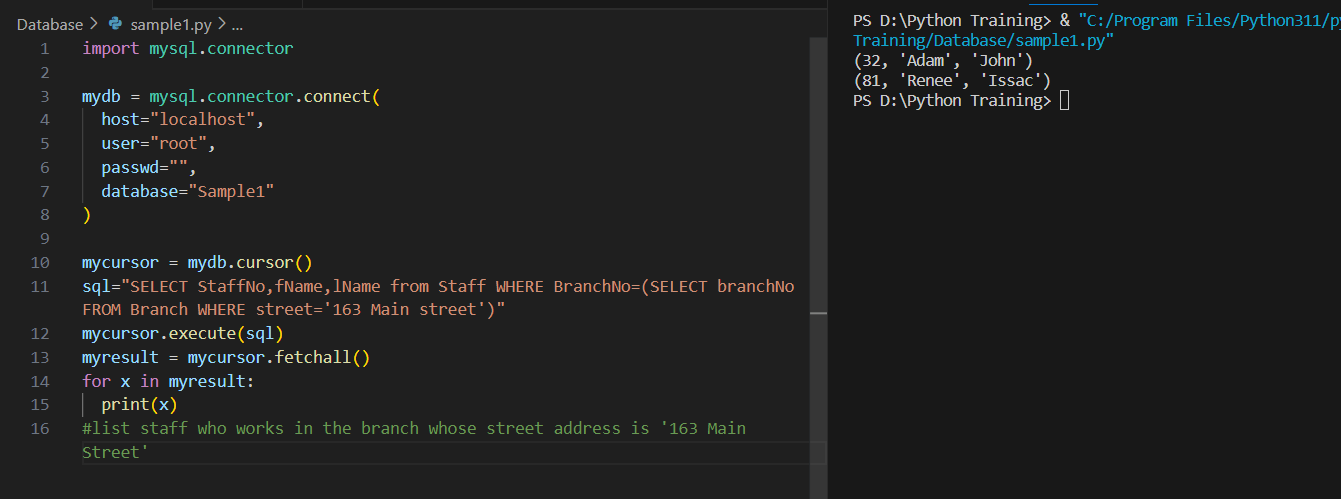 Database > sample1.py > ...
1 import mysql.connector
2
3 mydb = mysql.connector.connect(
4 host="localhost",
5 user="root",
6 passwd="",
7 database="Sample1"
8 )
9
10 mycursor = mydb.cursor()
11 sql="SELECT StaffNo,fName,lName from Staff WHERE BranchNo=(SELECT branchNo
FROM Branch WHERE street='163 Main street')"
12 mycursor.execute(sql)
13 myresult = mycursor.fetchall()
14 for x in myresult:
15 print(x)
16 #list staff who works in the branch whose street address is '163 Main
Street'
PS D:\Python Training> & "C:/Program Files/Python311/py
Training/Database/sample1.py"
(32, 'Adam', 'John')
(81, 'Renee', 'Issac')
PS D:\Python Training>